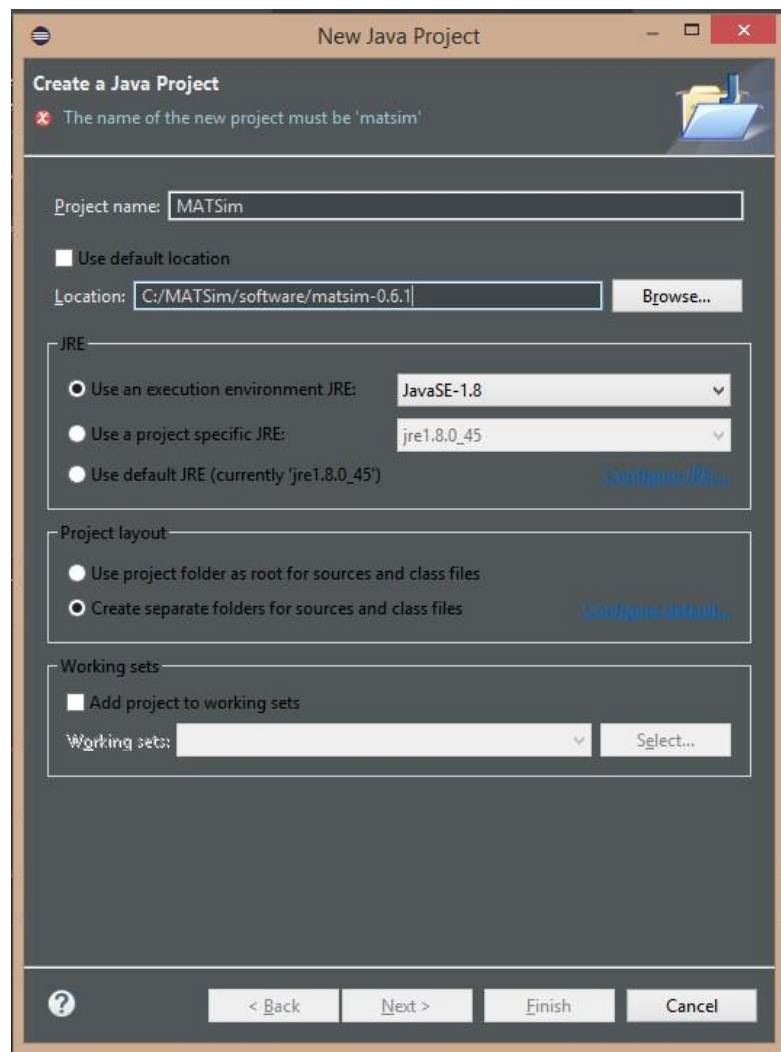 New Java Project
Create a Java Project
The name of the new project must be 'matsim'
Project name: MATSim
Use default location
Location: C:/MATSim/software/matsim-0.6.1 Browse...
JRE
Use an execution environment JRE: JavaSE-1.8
Use a project specific JRE: jre1.8.0_45
Use default JRE (currently 'jre1.8.0_45') Configure JREs...
Project layout
Use project folder as root for sources and class files
Create separate folders for sources and class files Configure default...
Working sets
Add project to working sets
Working sets: Select...
? < Back Next > Finish Cancel